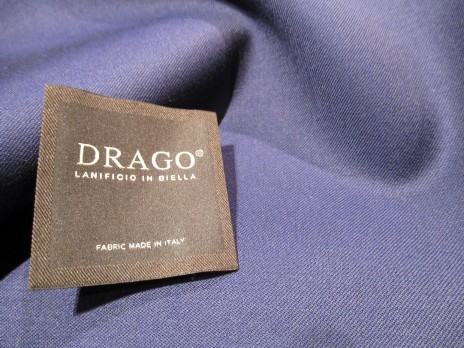 DRAGO®
LANIFICIO IN BIELLA
FABRIC MADE IN ITALY